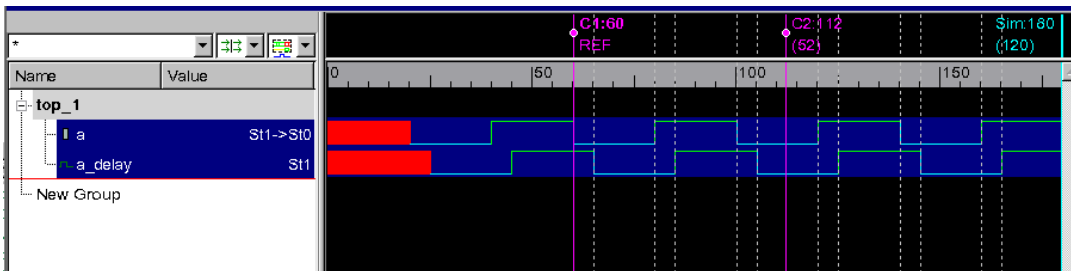 C1:60 C2:112 Sim:180
* REF (52) (120)
Name Value 0 50 100 150
top_1
a St1->St0
a_delay St1
New Group